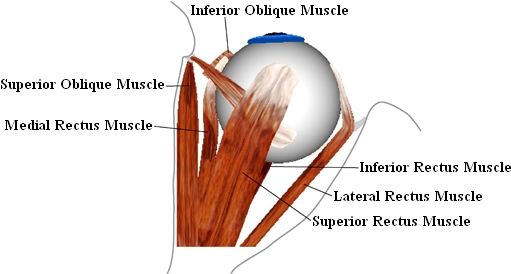 Inferior Oblique Muscle
Superior Oblique Muscle
Medial Rectus Muscle
Inferior Rectus Muscle
Lateral Rectus Muscle
Superior Rectus Muscle